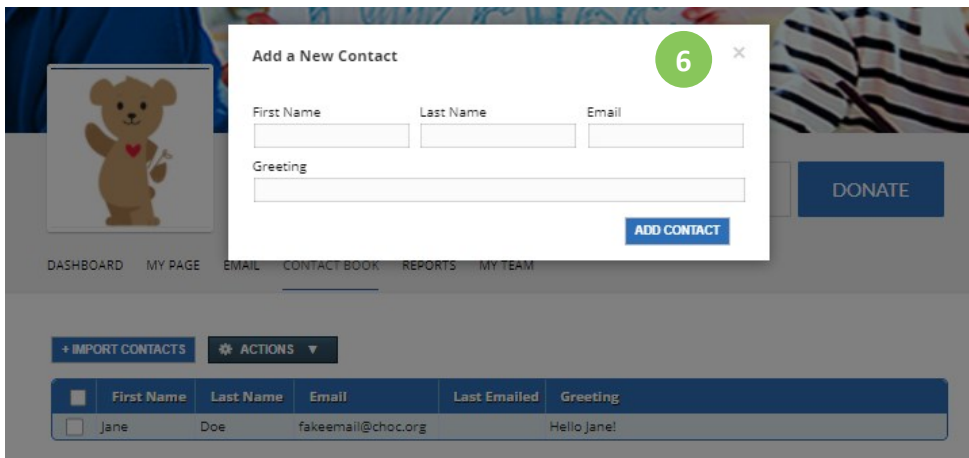 Add a New Contact
6
×
First Name Last Name Email
Greeting
ADD CONTACT
DONATE
DASHBOARD MY PAGE EMAIL CONTACT BOOK REPORTS MY TEAM
+ IMPORT CONTACTS ACTIONS ▼
First Name Last Name Email Last Emailed Greeting
Jane Doe fakeemail@choc.org Hello Jane!